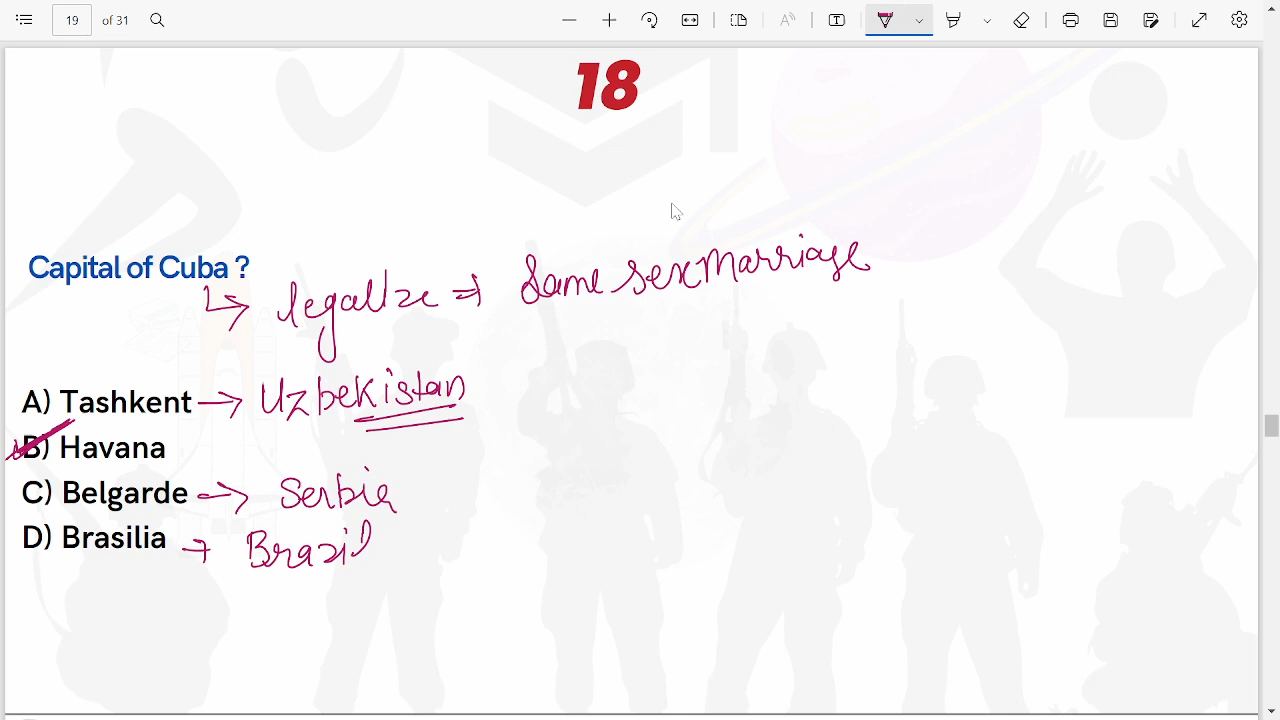 19 of 31
18
Capital of Cuba ?
legalize ⇒ Same sex Marriage
A) Tashkent → Uzbekistan
B) Havana
C) Belgarde → Serbia
D) Brasilia → Brazil